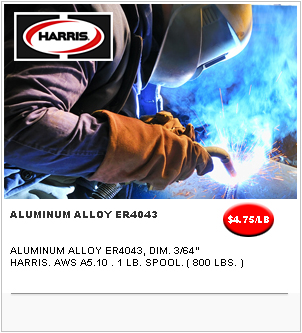 HARRIS.
ALUMINUM ALLOY ER4043
$4.75/LB
ALUMINUM ALLOY ER4043, DIM. 3/64"
HARRIS. AWS A5.10 . 1 LB. SPOOL. ( 800 LBS. )